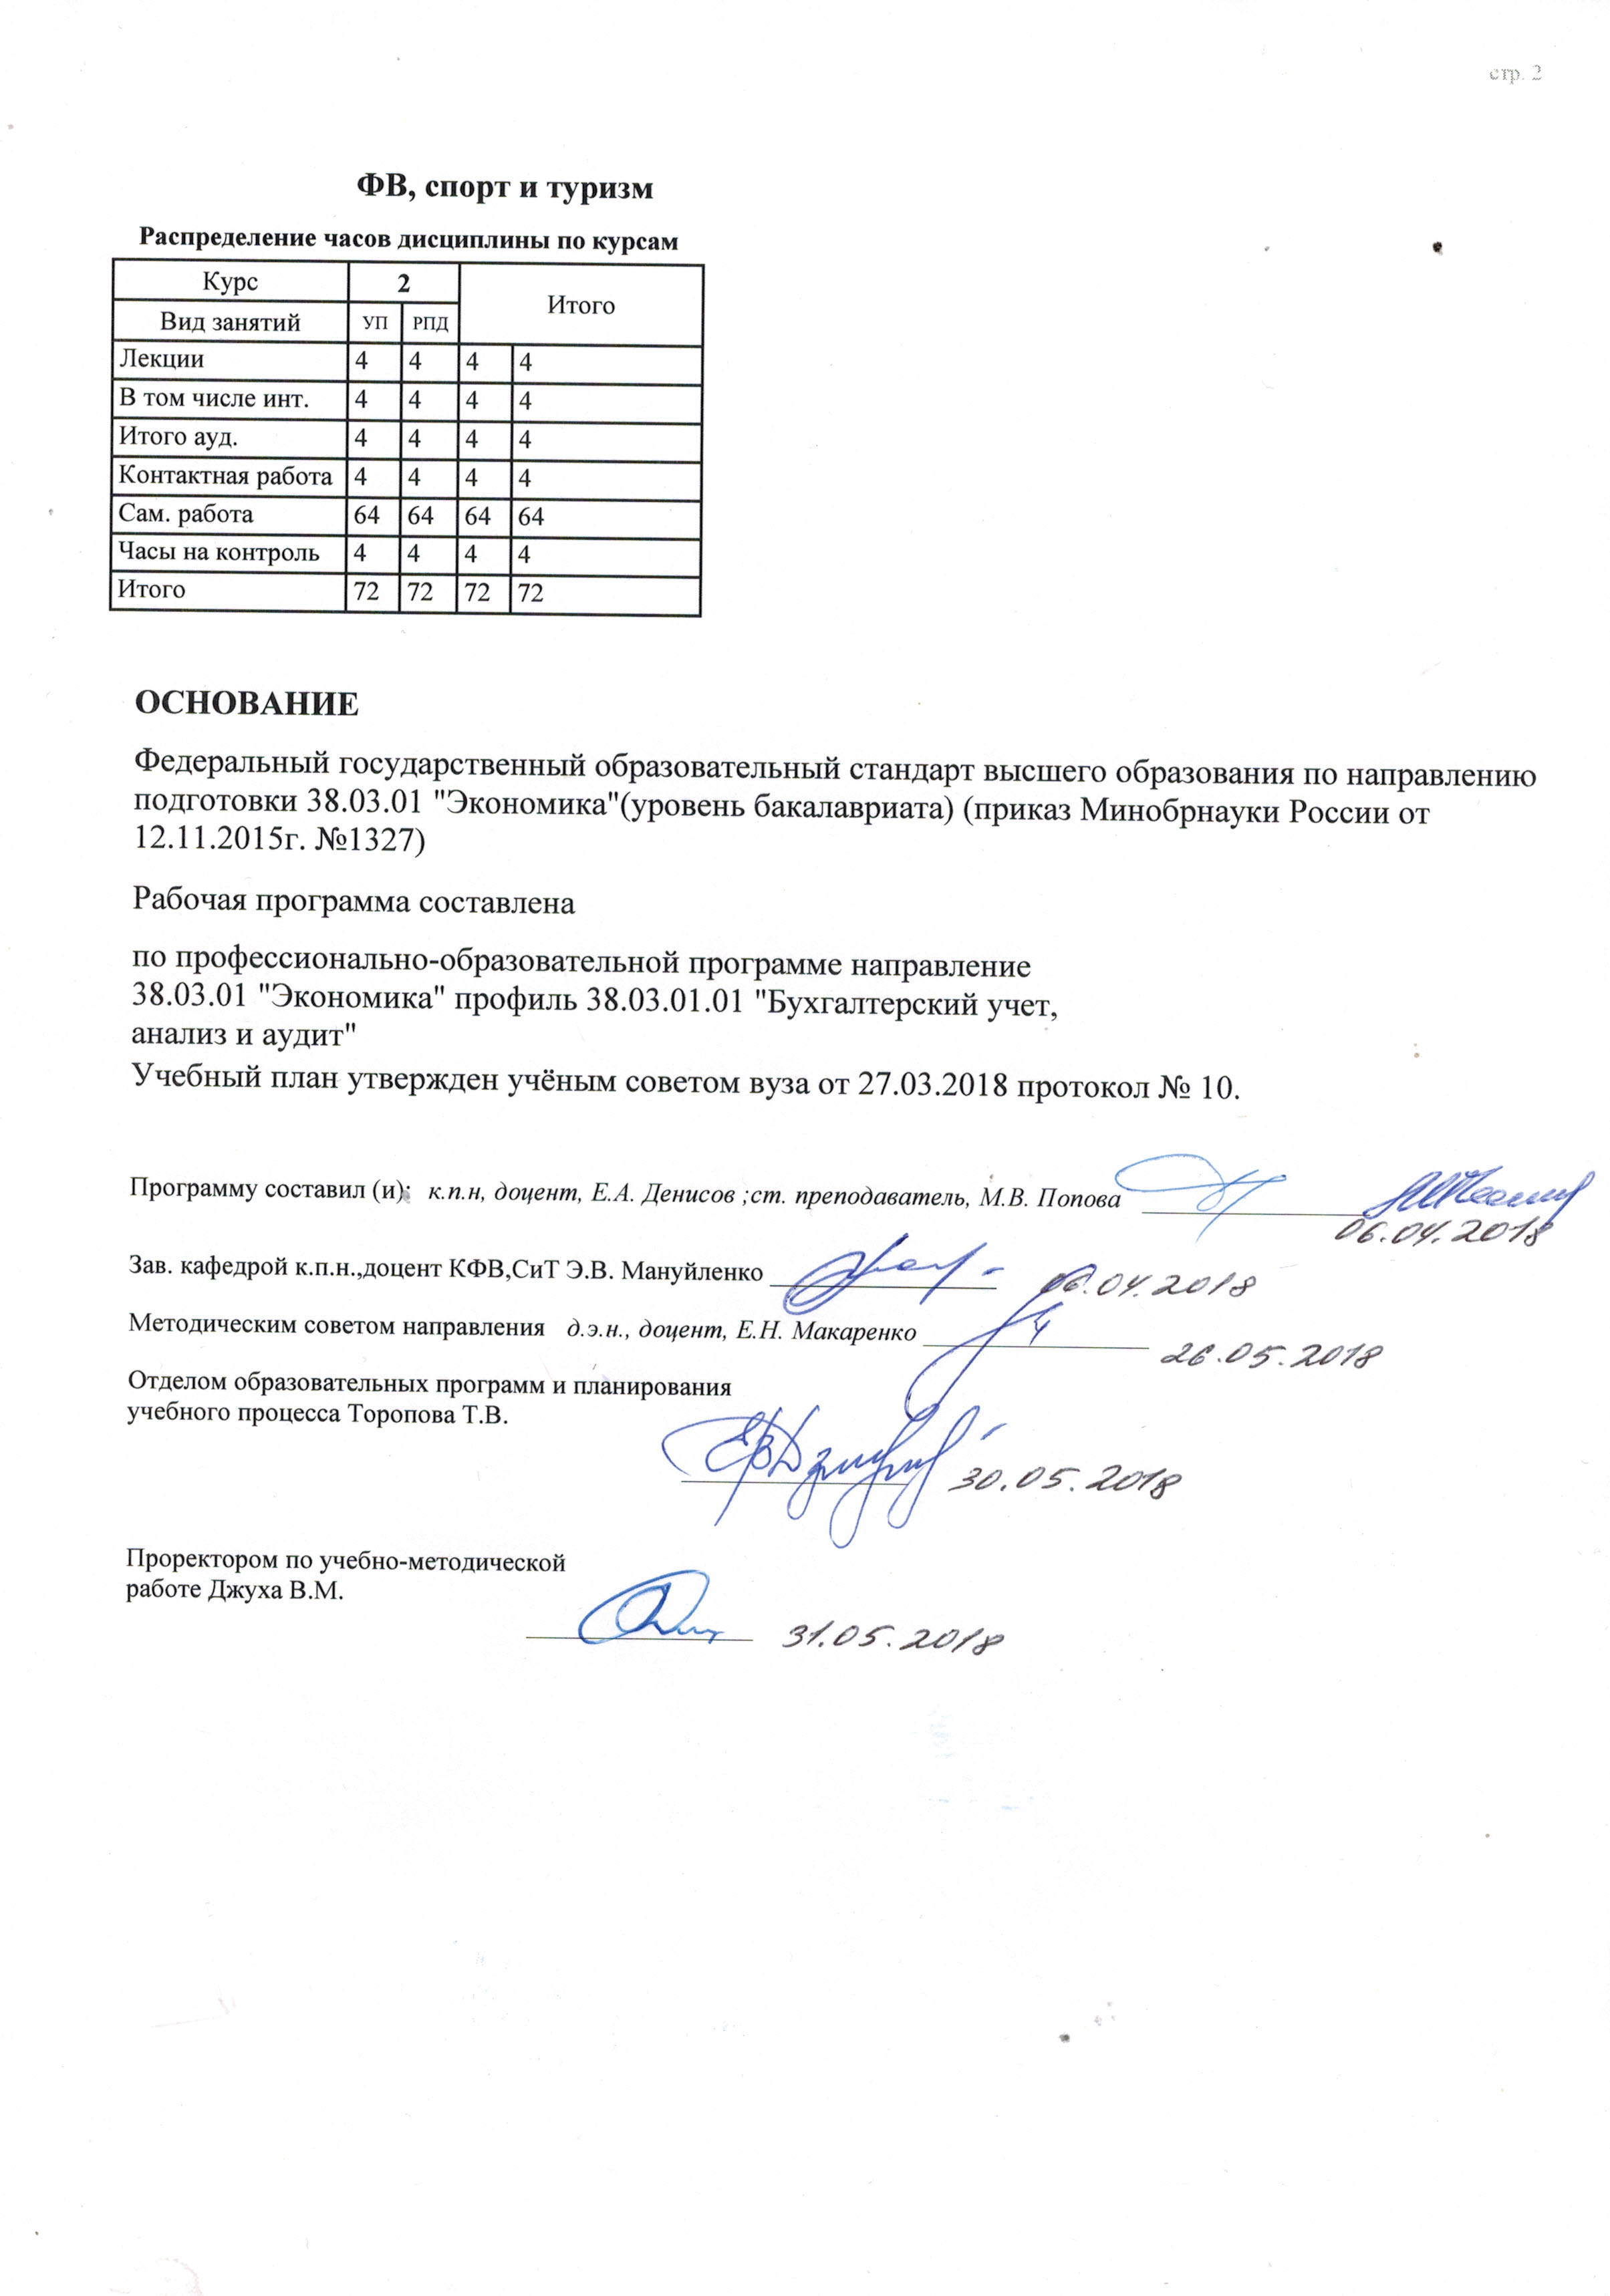 стр. 2
ФВ, спорт и туризм
Распределение часов дисциплины по курсам
Курс 2 Итого
Вид занятий УП РПД
Лекции 4 4 4 4
В том числе инт. 4 4 4 4
Итого ауд. 4 4 4 4
Контактная работа 4 4 4 4
Сам. работа 64 64 64 64
Часы на контроль 4 4 4 4
Итого 72 72 72 72
ОСНОВАНИЕ
Федеральный государственный образовательный стандарт высшего образования по направлению
подготовки 38.03.01 "Экономика"(уровень бакалавриата) (приказ Минобрнауки России от
12.11.2015г. №1327)
Рабочая программа составлена
по профессионально-образовательной программе направление
38.03.01 "Экономика" профиль 38.03.01.01 "Бухгалтерский учет,
анализ и аудит"
Учебный план утвержден учёным советом вуза от 27.03.2018 протокол № 10.
Программу составил (и): к.п.н, доцент, Е.А. Денисов ;ст. преподаватель, М.В. Попова
06.04.2018
Зав. кафедрой к.п.н.,доцент КФВ,СиТ Э.В. Мануйленко 06.04.2018
Методическим советом направления д.э.н., доцент, Е.Н. Макаренко 26.05.2018
Отделом образовательных программ и планирования
учебного процесса Торопова Т.В.
30.05.2018
Проректором по учебно-методической
работе Джуха В.М.
31.05.2018